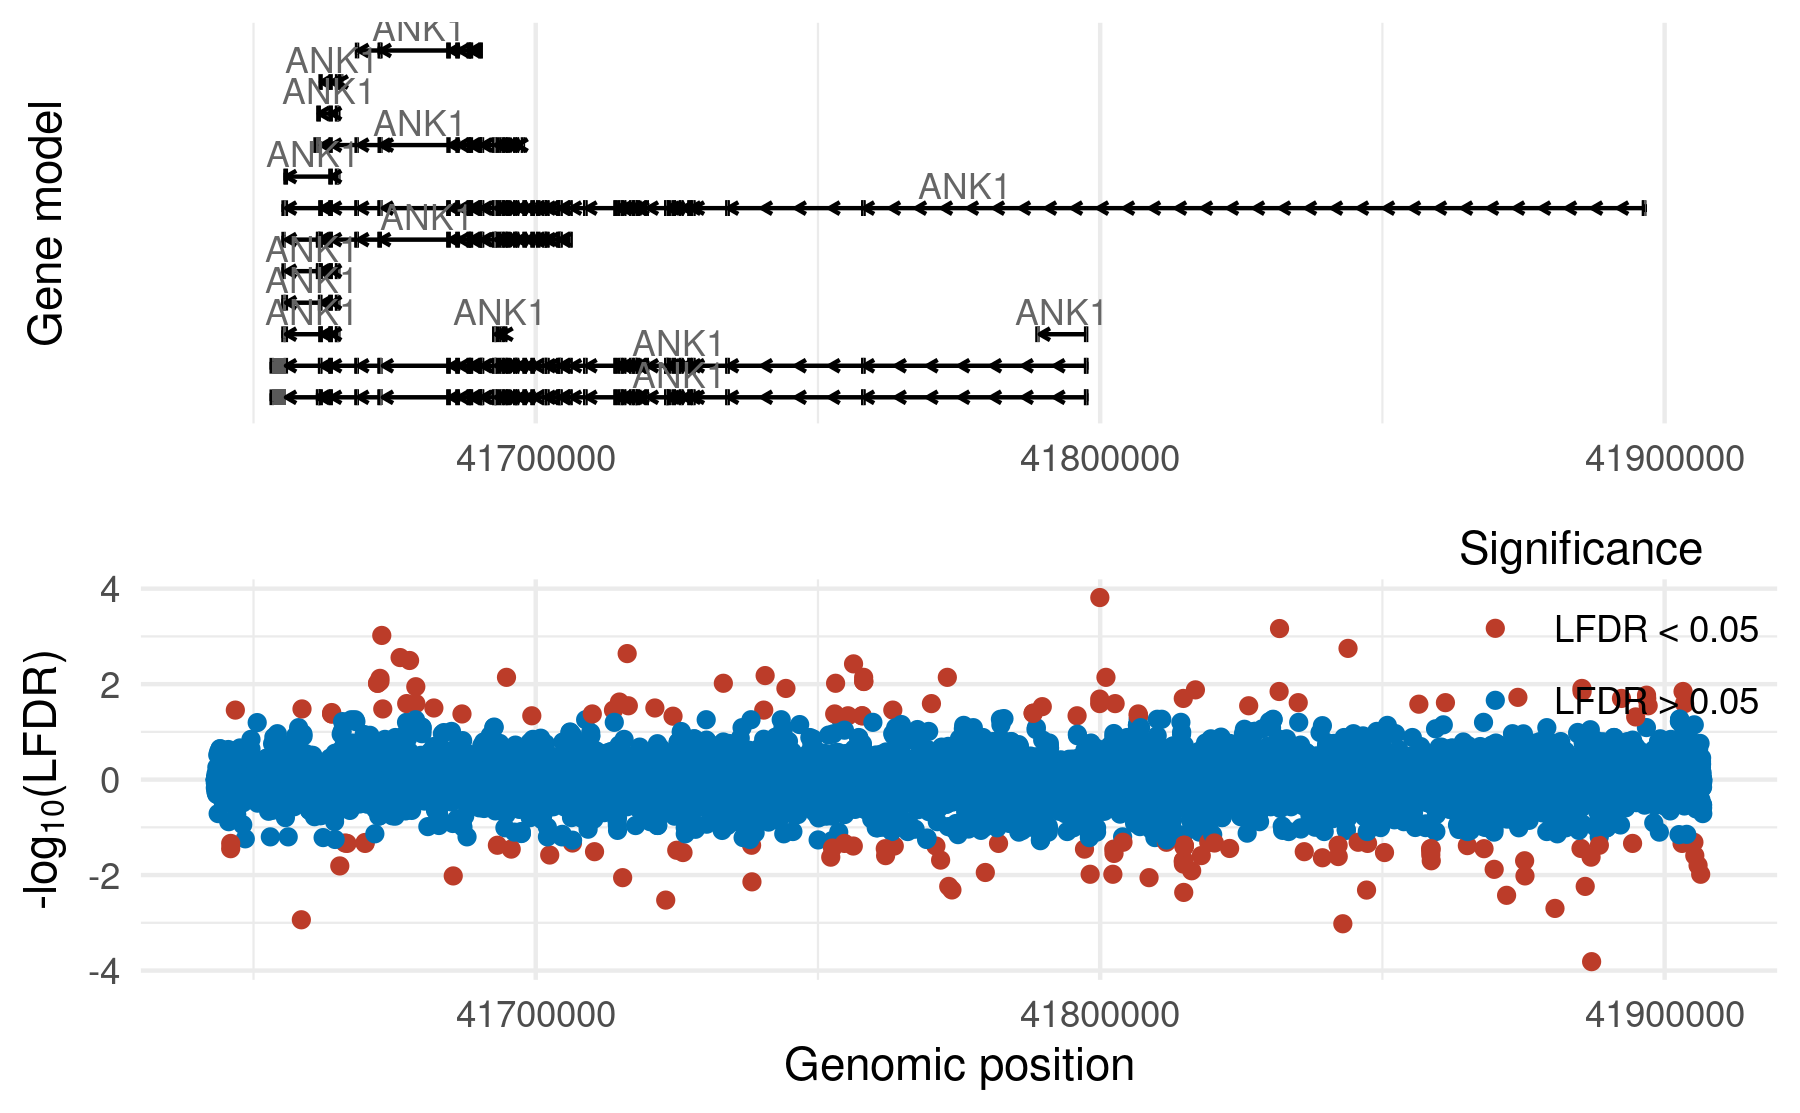 Gene model
ANK1
ANK1
ANK1
ANK1
ANK1
ANK1
ANK1
ANK1
ANK1
ANK1 ANK1 ANK1
ANK1
ANK1
41700000 41800000 41900000
Significance
LFDR < 0.05
LFDR > 0.05
-log10(LFDR)
4
2
0
-2
-4
41700000 41800000 41900000
Genomic position